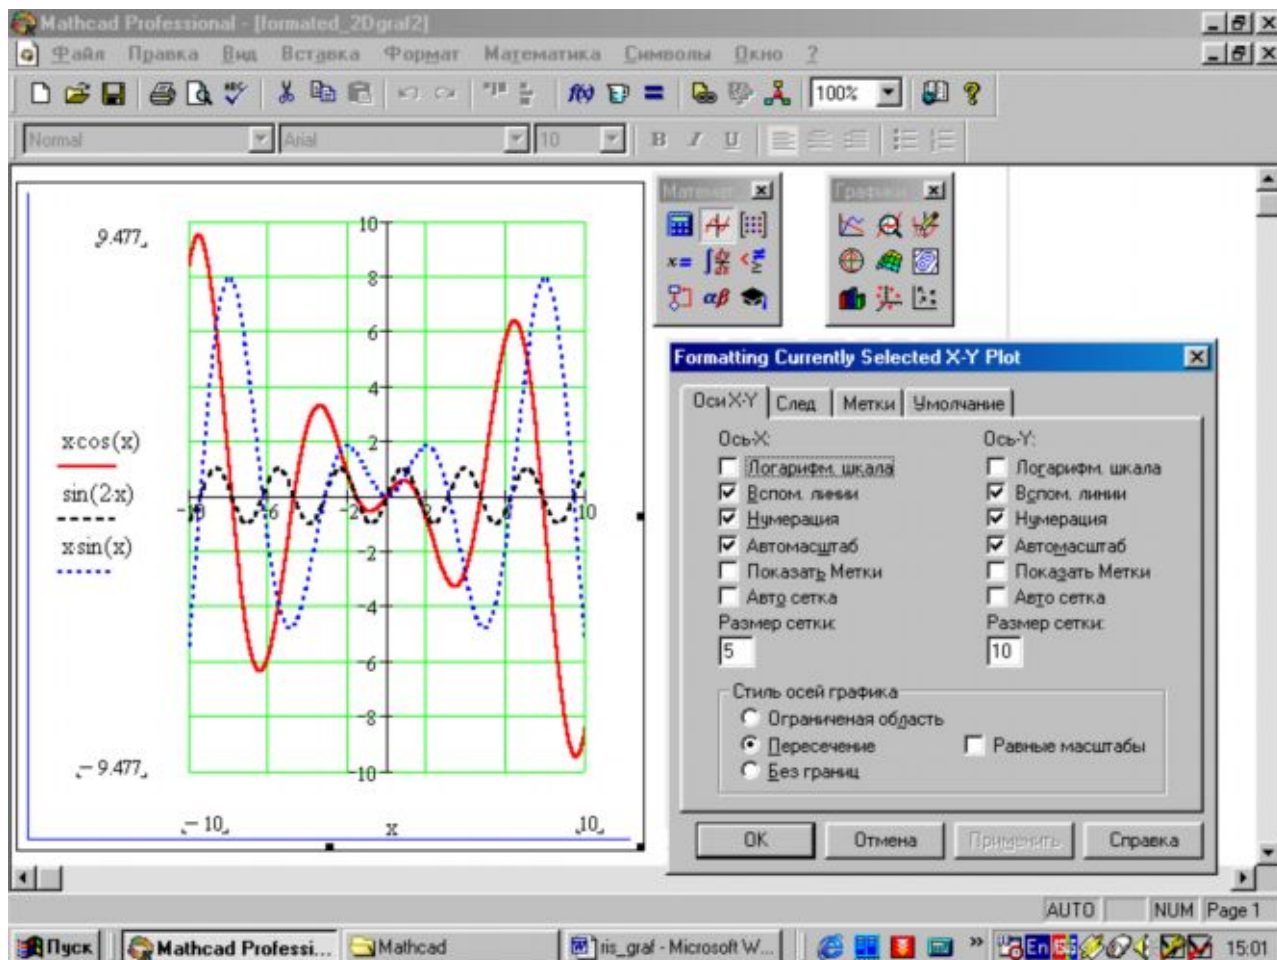 Mathcad Professional - [formated_2Dgraf2]
Файл Правка Вид Вставка Формат Математика Символы Окно ?
100%
Normal Arial 10 B I U
Математ
Графики
9.477
10
8
6
4
2
-2
-4
-6
-8
-10
-10 -6 -2 2 6 10
x·cos(x)
sin(2·x)
x·sin(x)
-9.477
-10 x 10
x= <≠≥
αβ
Formatting Currently Selected X-Y Plot
Оси X-Y След Метки Умолчание
Ось-X: Ось-Y:
Логарифм. шкала Логарифм. шкала
Вспом. линии Вспом. линии
Нумерация Нумерация
Автомасштаб Автомасштаб
Показать Метки Показать Метки
Авто сетка Авто сетка
Размер сетки: Размер сетки:
5 10
Стиль осей графика
Ограниченая область
Пересечение Равные масштабы
Без границ
OK Отмена Применить Справка
AUTO NUM Page 1
Пуск Mathcad Professi... Mathcad ris_graf - Microsoft W... » En 15:01